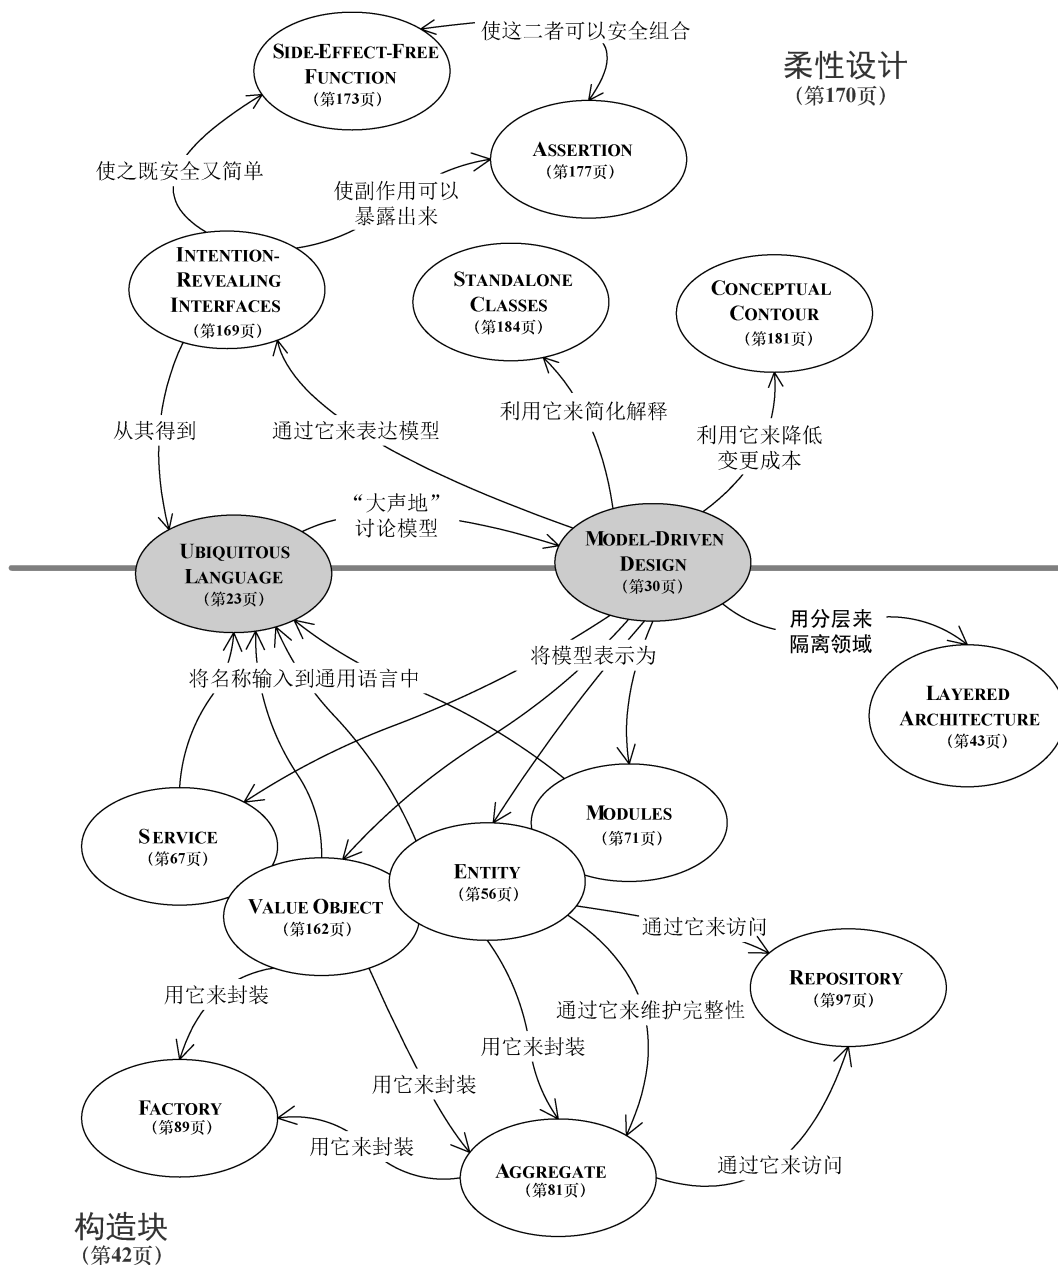 使这二者可以安全组合
SIDE-EFFECT-FREE
FUNCTION
(第173页)
柔性设计
(第170页)
ASSERTION
(第177页)
使之既安全又简单
使副作用可以
暴露出来
INTENTION-
REVEALING
INTERFACES
(第169页)
STANDALONE
CLASSES
(第184页)
CONCEPTUAL
CONTOUR
(第181页)
从其得到
通过它来表达模型
利用它来简化解释
利用它来降低
变更成本
“大声地”
讨论模型
UBIQUITOUS
LANGUAGE
(第23页)
MODEL-DRIVEN
DESIGN
(第30页)
用分层来
隔离领域
将名称输入到通用语言中
将模型表示为
LAYERED
ARCHITECTURE
(第43页)
SERVICE
(第67页)
MODULES
(第71页)
ENTITY
(第56页)
VALUE OBJECT
(第162页)
通过它来访问
REPOSITORY
(第97页)
用它来封装
通过它来维护完整性
用它来封装
用它来封装
FACTORY
(第89页)
用它来封装
AGGREGATE
(第81页)
通过它来访问
构造块
(第42页)